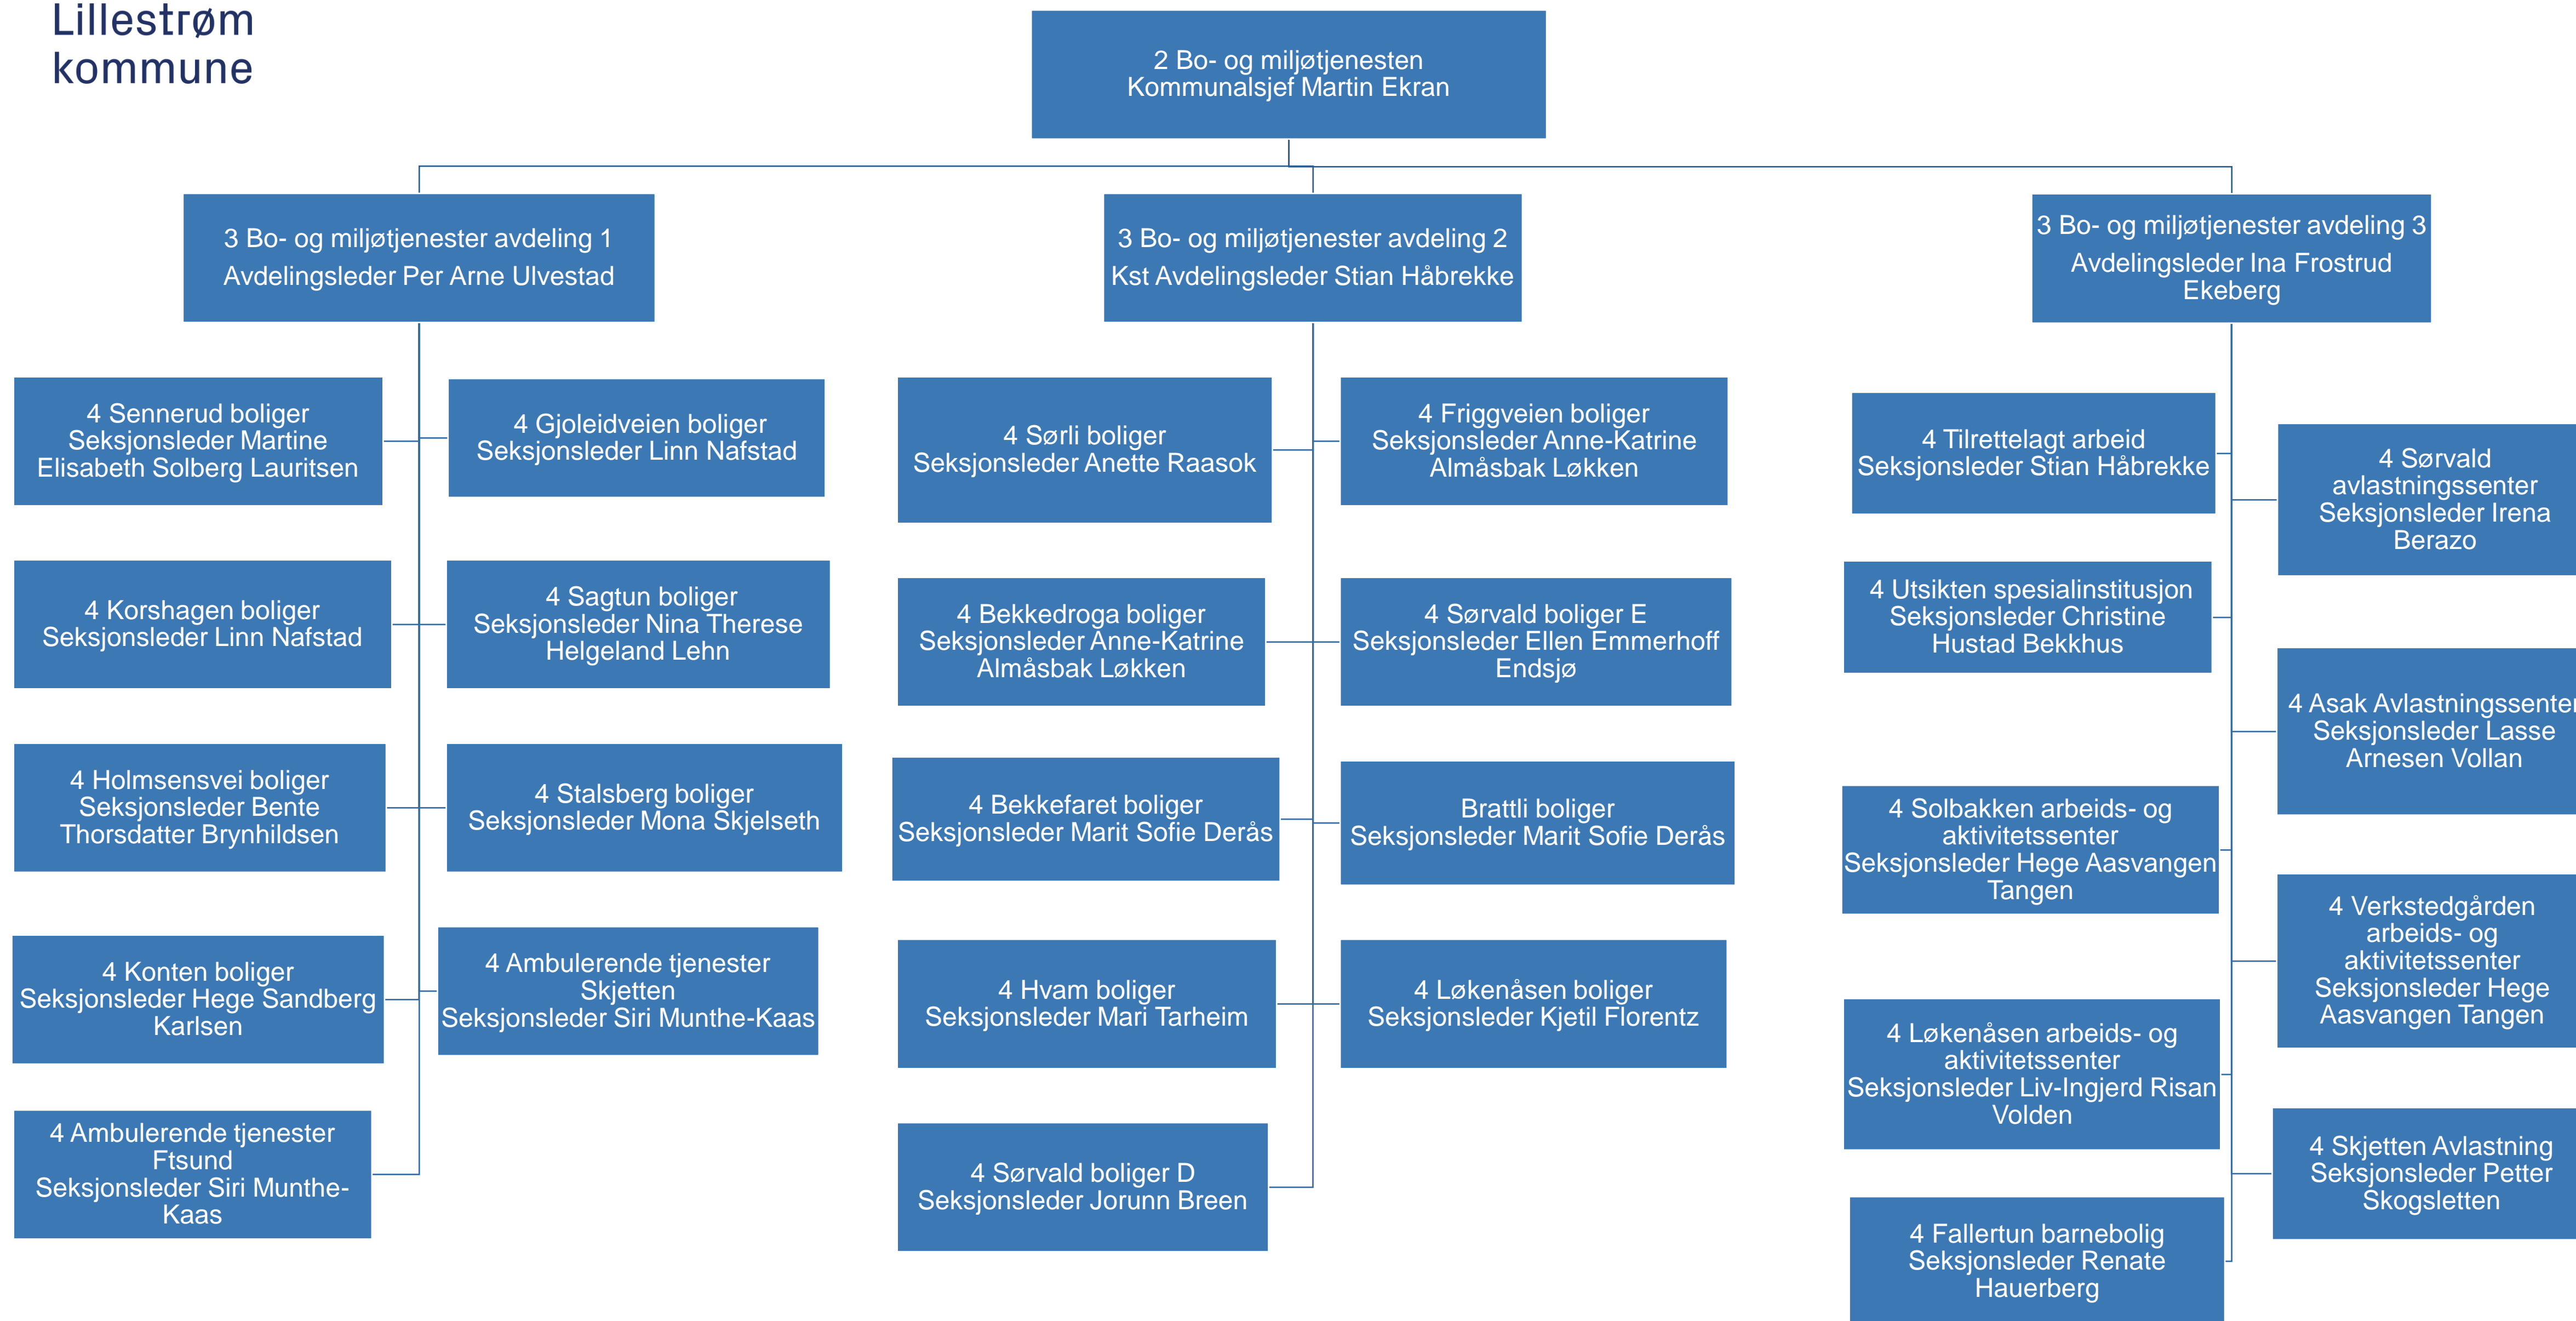 Lillestrøm
kommune
2 Bo- og miljøtjenesten
Kommunalsjef Martin Ekran
3 Bo- og miljøtjenester avdeling 1
Avdelingsleder Per Arne Ulvestad
3 Bo- og miljøtjenester avdeling 2
Kst Avdelingsleder Stian Håbrekke
3 Bo- og miljøtjenester avdeling 3
Avdelingsleder Ina Frostrud
Ekeberg
4 Sennerud boliger
Seksjonsleder Martine
Elisabeth Solberg Lauritsen
4 Gjoleidveien boliger
Seksjonsleder Linn Nafstad
4 Korshagen boliger
Seksjonsleder Linn Nafstad
4 Sagtun boliger
Seksjonsleder Nina Therese
Helgeland Lehn
4 Holmsensvei boliger
Seksjonsleder Bente
Thorsdatter Brynhildsen
4 Stalsberg boliger
Seksjonsleder Mona Skjelseth
4 Konten boliger
Seksjonsleder Hege Sandberg
Karlsen
4 Ambulerende tjenester
Skjetten
Seksjonsleder Siri Munthe-Kaas
4 Ambulerende tjenester
Ftsund
Seksjonsleder Siri Munthe-
Kaas
4 Sørli boliger
Seksjonsleder Anette Raasok
4 Friggveien boliger
Seksjonsleder Anne-Katrine
Almåsbak Løkken
4 Bekkedroga boliger
Seksjonsleder Anne-Katrine
Almåsbak Løkken
4 Sørvald boliger E
Seksjonsleder Ellen Emmerhoff
Endsjø
4 Bekkefaret boliger
Seksjonsleder Marit Sofie Derås
Brattli boliger
Seksjonsleder Marit Sofie Derås
4 Hvam boliger
Seksjonsleder Mari Tarheim
4 Løkenåsen boliger
Seksjonsleder Kjetil Florentz
4 Sørvald boliger D
Seksjonsleder Jorunn Breen
4 Tilrettelagt arbeid
Seksjonsleder Stian Håbrekke
4 Sørvald
avlastningssenter
Seksjonsleder Irena
Berazo
4 Utsikten spesialinstitusjon
Seksjonsleder Christine
Hustad Bekkhus
4 Asak Avlastningssenter
Seksjonsleder Lasse
Arnesen Vollan
4 Solbakken arbeids- og
aktivitetssenter
Seksjonsleder Hege Aasvangen
Tangen
4 Verkstedgården
arbeids- og
aktivitetssenter
Seksjonsleder Hege
Aasvangen Tangen
4 Løkenåsen arbeids- og
aktivitetssenter
Seksjonsleder Liv-Ingjerd Risan
Volden
4 Skjetten Avlastning
Seksjonsleder Petter
Skogsletten
4 Fallertun barnebolig
Seksjonsleder Renate
Hauerberg